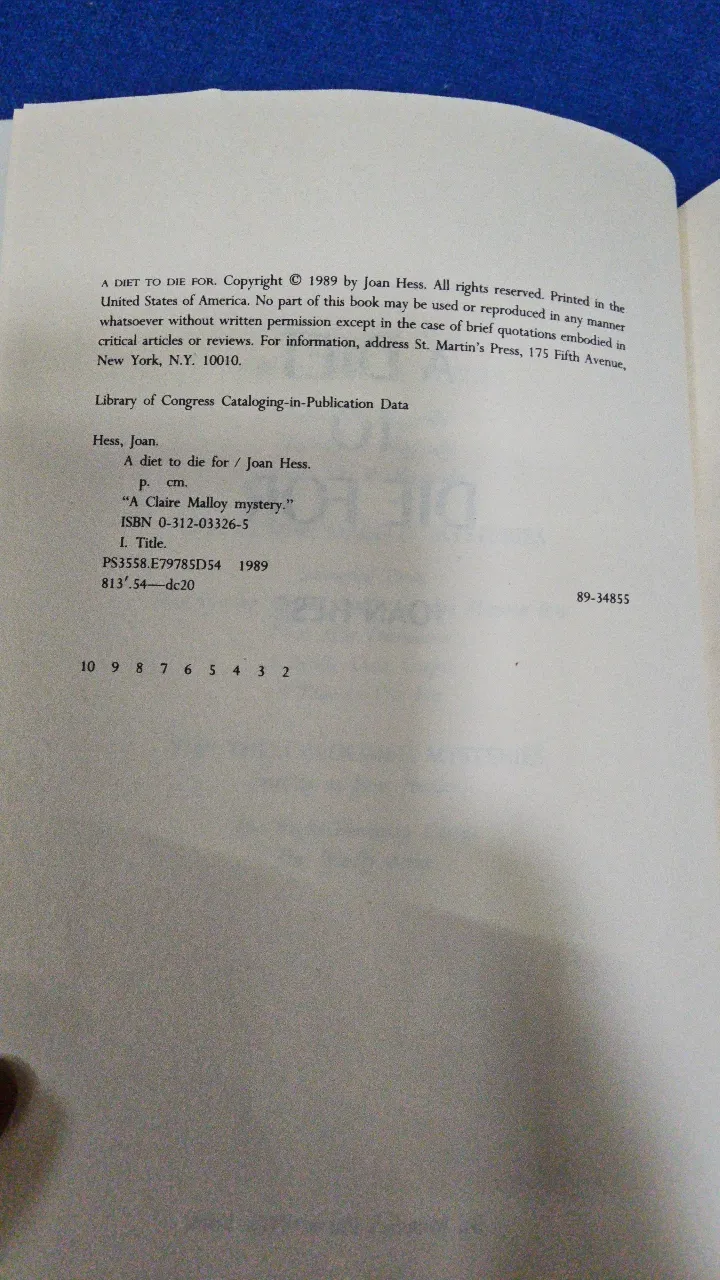 A DIET TO DIE FOR. Copyright © 1989 by Joan Hess. All rights reserved. Printed in the
United States of America. No part of this book may be used or reproduced in any manner
whatsoever without written permission except in the case of brief quotations embodied in
critical articles or reviews. For information, address St. Martin's Press, 175 Fifth Avenue,
New York, N.Y. 10010.
Library of Congress Cataloging-in-Publication Data
Hess, Joan.
A diet to die for / Joan Hess.
p. cm.
"A Claire Malloy mystery."
ISBN 0-312-03326-5
I. Title.
PS3558.E79785D54 1989
813′.54—dc20
89-34855
10 9 8 7 6 5 4 3 2